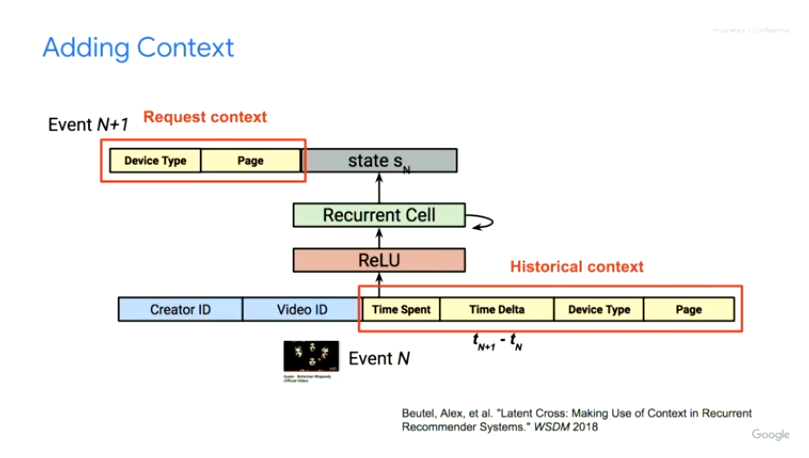 Proprietary + Confidential
Adding Context
Event N+1
Request context
Device Type
Page
state s_N
Recurrent Cell
ReLU
Historical context
Creator ID
Video ID
Time Spent
Time Delta
Device Type
Page
t_N+1 - t_N
Queen - Bohemian Rhapsody
(Official Video)
Event N
Beutel, Alex, et al. "Latent Cross: Making Use of Context in Recurrent
Recommender Systems." WSDM 2018
Google